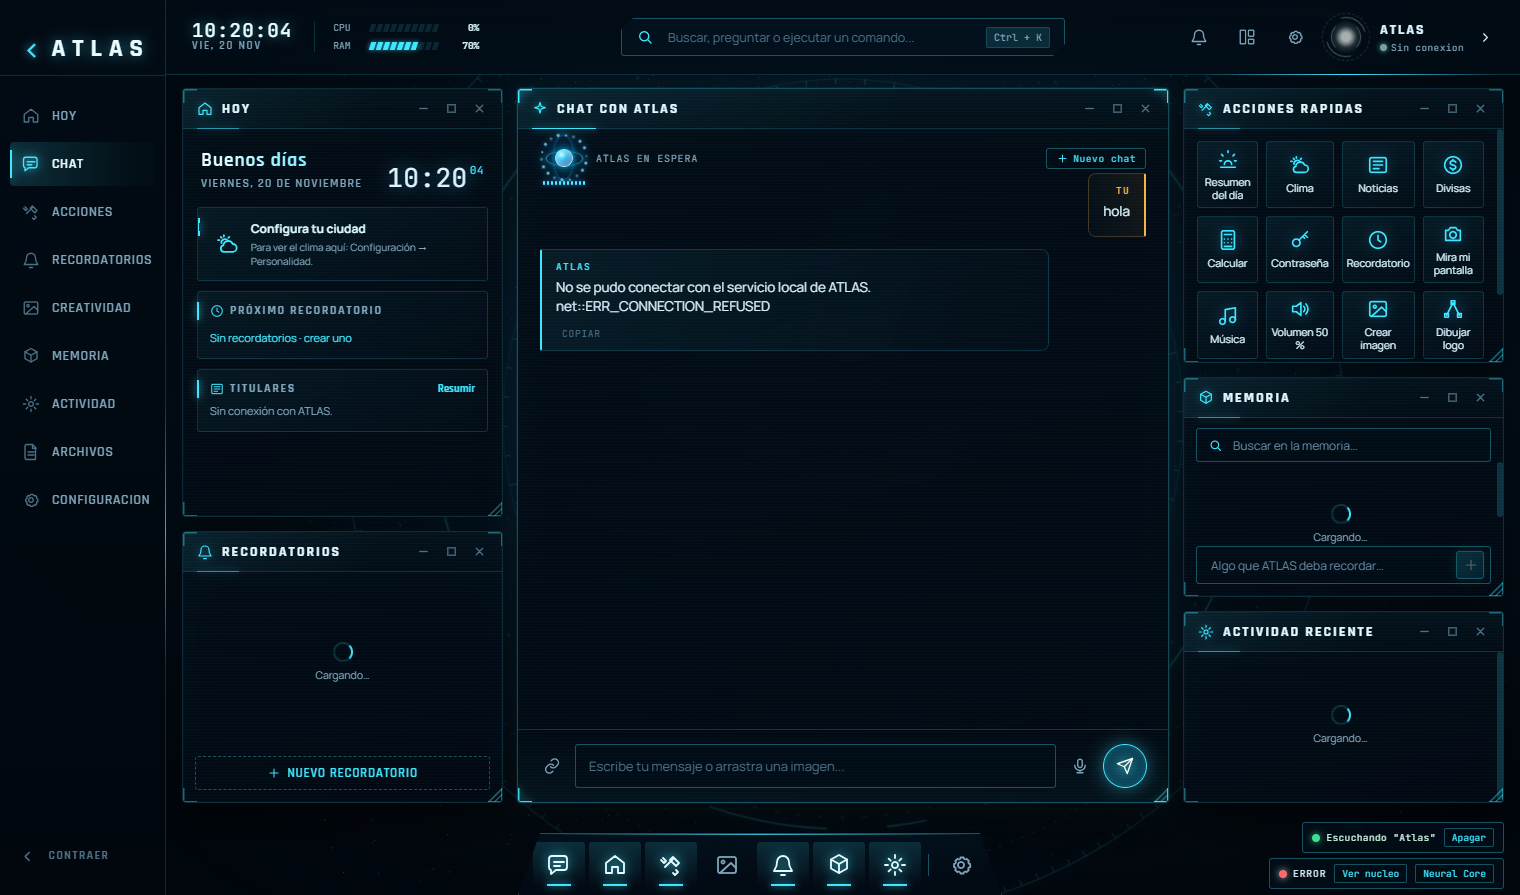 ATLAS
HOY
CHAT
ACCIONES
RECORDATORIOS
CREATIVIDAD
MEMORIA
ACTIVIDAD
ARCHIVOS
CONFIGURACION
CONTRAER
10:20:04
VIE, 20 NOV
CPU 0%
RAM 70%
Buscar, preguntar o ejecutar un comando...
Ctrl + K
ATLAS
Sin conexion
HOY
Buenos días
VIERNES, 20 DE NOVIEMBRE
10:20 04
Configura tu ciudad
Para ver el clima aquí: Configuración →
Personalidad.
PRÓXIMO RECORDATORIO
Sin recordatorios · crear uno
TITULARES
Resumir
Sin conexión con ATLAS.
RECORDATORIOS
Cargando...
+ NUEVO RECORDATORIO
CHAT CON ATLAS
ATLAS EN ESPERA
+ Nuevo chat
TU
hola
ATLAS
No se pudo conectar con el servicio local de ATLAS.
net::ERR_CONNECTION_REFUSED
COPIAR
Escribe tu mensaje o arrastra una imagen...
ACCIONES RAPIDAS
Resumen
del día
Clima
Noticias
Divisas
Calcular
Contraseña
Recordatorio
Mira mi
pantalla
Música
Volumen 50
%
Crear
imagen
Dibujar
logo
MEMORIA
Buscar en la memoria...
Cargando...
Algo que ATLAS deba recordar...
ACTIVIDAD RECIENTE
Cargando...
Escuchando "Atlas"
Apagar
ERROR
Ver nucleo
Neural Core